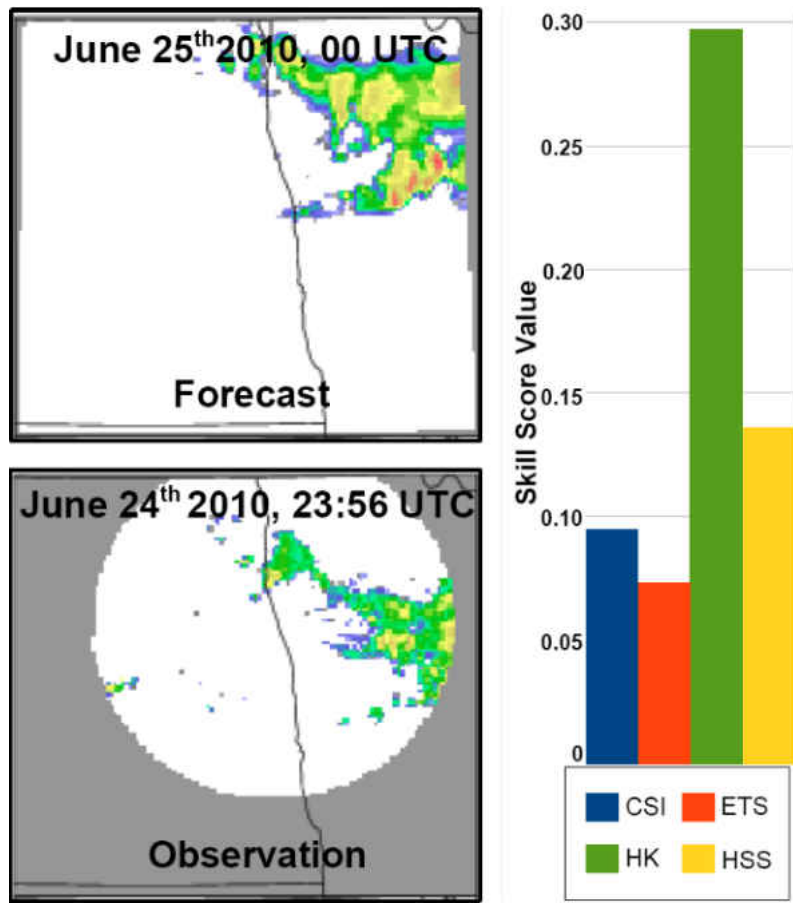 June 25th 2010, 00 UTC
Forecast
June 24th 2010, 23:56 UTC
Observation
Skill Score Value
0.30
0.25
0.20
0.15
0.10
0.05
0
CSI
ETS
HK
HSS